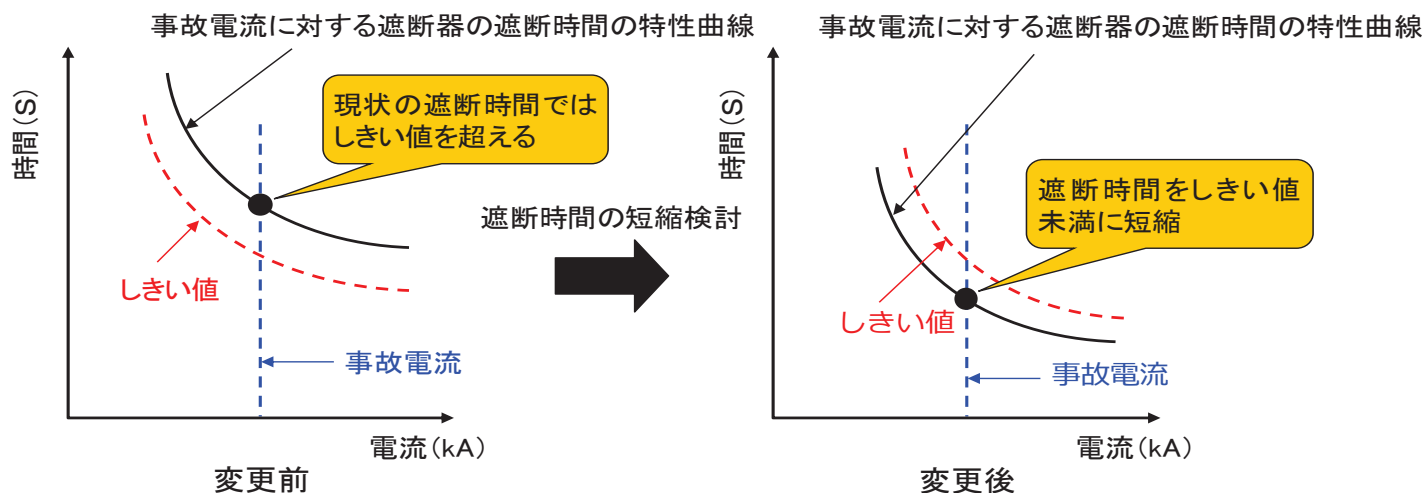 事故電流に対する遮断器の遮断時間の特性曲線
時間(S)
現状の遮断時間では
しきい値を超える
しきい値
事故電流
電流(kA)
変更前
遮断時間の短縮検討
事故電流に対する遮断器の遮断時間の特性曲線
時間(S)
遮断時間をしきい値
未満に短縮
しきい値
事故電流
電流(kA)
変更後